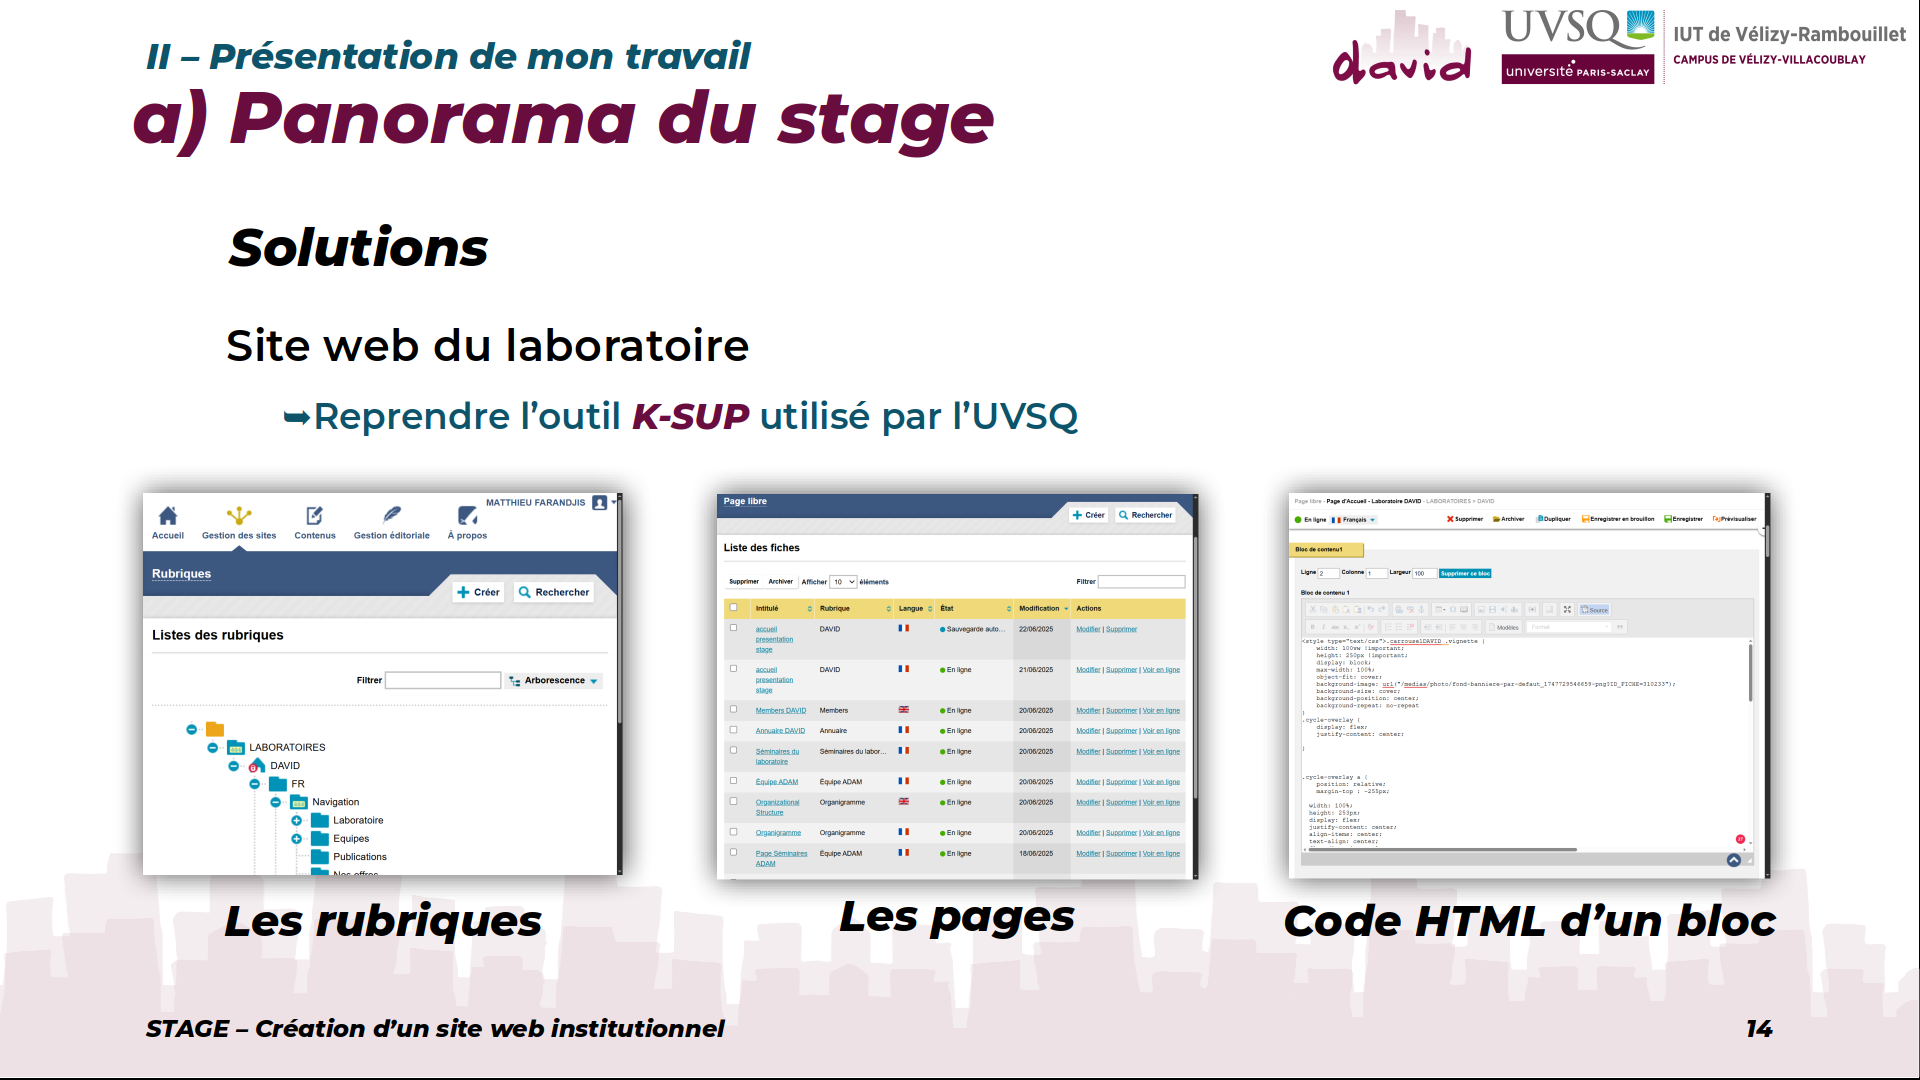 II – Présentation de mon travail
a) Panorama du stage
david
UVSQ
université PARIS-SACLAY
IUT de Vélizy-Rambouillet
CAMPUS DE VÉLIZY-VILLACOUBLAY
Solutions
Site web du laboratoire
➥Reprendre l’outil K-SUP utilisé par l’UVSQ
MATTHIEU FARANDJIS
Accueil Gestion des sites Contenus Gestion éditoriale À propos
Rubriques
Créer Rechercher
Listes des rubriques
Filtrer Arborescence
LABORATOIRES
DAVID
FR
Navigation
Laboratoire
Equipes
Publications
Nos offres
Page libre
Créer Rechercher
Liste des fiches
Supprimer Archiver Afficher 10 éléments Filtrer
Intitulé Rubrique Langue État Modification Actions
accueil presentation stage DAVID Sauvegarde auto... 22/06/2025 Modifier | Supprimer
accueil presentation stage DAVID En ligne 21/06/2025 Modifier | Supprimer | Voir en ligne
Members DAVID Members En ligne 20/06/2025 Modifier | Supprimer | Voir en ligne
Annuaire DAVID Annuaire En ligne 20/06/2025 Modifier | Supprimer | Voir en ligne
Séminaires du laboratoire Séminaires du labor... En ligne 20/06/2025 Modifier | Supprimer | Voir en ligne
Équipe ADAM Équipe ADAM En ligne 20/06/2025 Modifier | Supprimer | Voir en ligne
Organizational Structure Organigramme En ligne 20/06/2025 Modifier | Supprimer | Voir en ligne
Organigramme Organigramme En ligne 20/06/2025 Modifier | Supprimer | Voir en ligne
Page Séminaires ADAM Équipe ADAM En ligne 18/06/2025 Modifier | Supprimer | Voir en ligne
Page libre - Page d'Accueil - Laboratoire DAVID - LABORATOIRES > DAVID
En ligne Français Supprimer Archiver Dupliquer Enregistrer en brouillon Enregistrer Prévisualiser
Bloc de contenu1
Ligne 2 Colonne 1 Largeur 100 Supprimer ce bloc
Bloc de contenu 1
Source
Modèles Format
<style type="text/css">.carrouselDAVID .vignette {
width: 100vw !important;
height: 250px !important;
display: block;
max-width: 100%;
object-fit: cover;
background-image: url("/medias/photo/fond-banniere-par-defaut_1747729546659-png?ID_FICHE=310233");
background-size: cover;
background-position: center;
background-repeat: no-repeat
}
.cycle-overlay {
display: flex;
justify-content: center;
}
.cycle-overlay a {
position: relative;
margin-top : -255px;
width: 100%;
height: 253px;
display: flex;
justify-content: center;
align-items: center;
text-align: center;
Les rubriques
Les pages
Code HTML d’un bloc
STAGE – Création d’un site web institutionnel
14